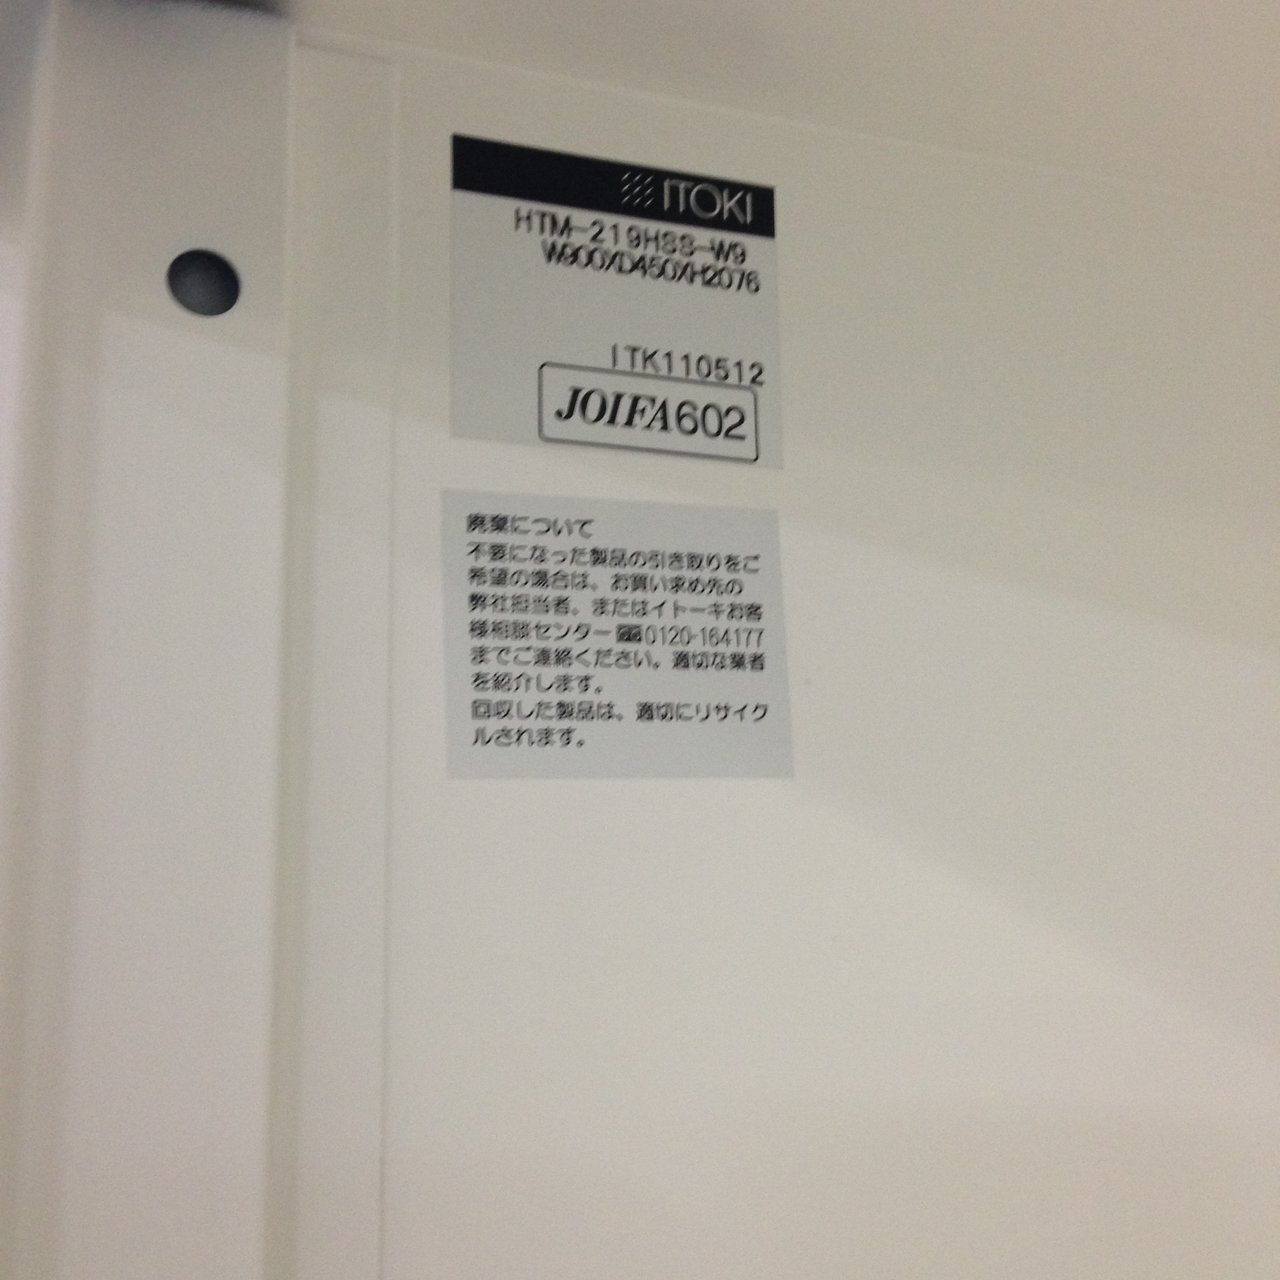 ITOKI
HTM-219HSS-W9
W900XD450XH2076
ITK110512
JOIFA602
廃棄について
不要になった製品の引き取りをご
希望の場合は、お買い求め先の
弊社担当者、またはイトーキお客
様相談センター☎0120-164177
までご連絡ください。適切な業者
を紹介します。
回収した製品は、適切にリサイク
ルされます。